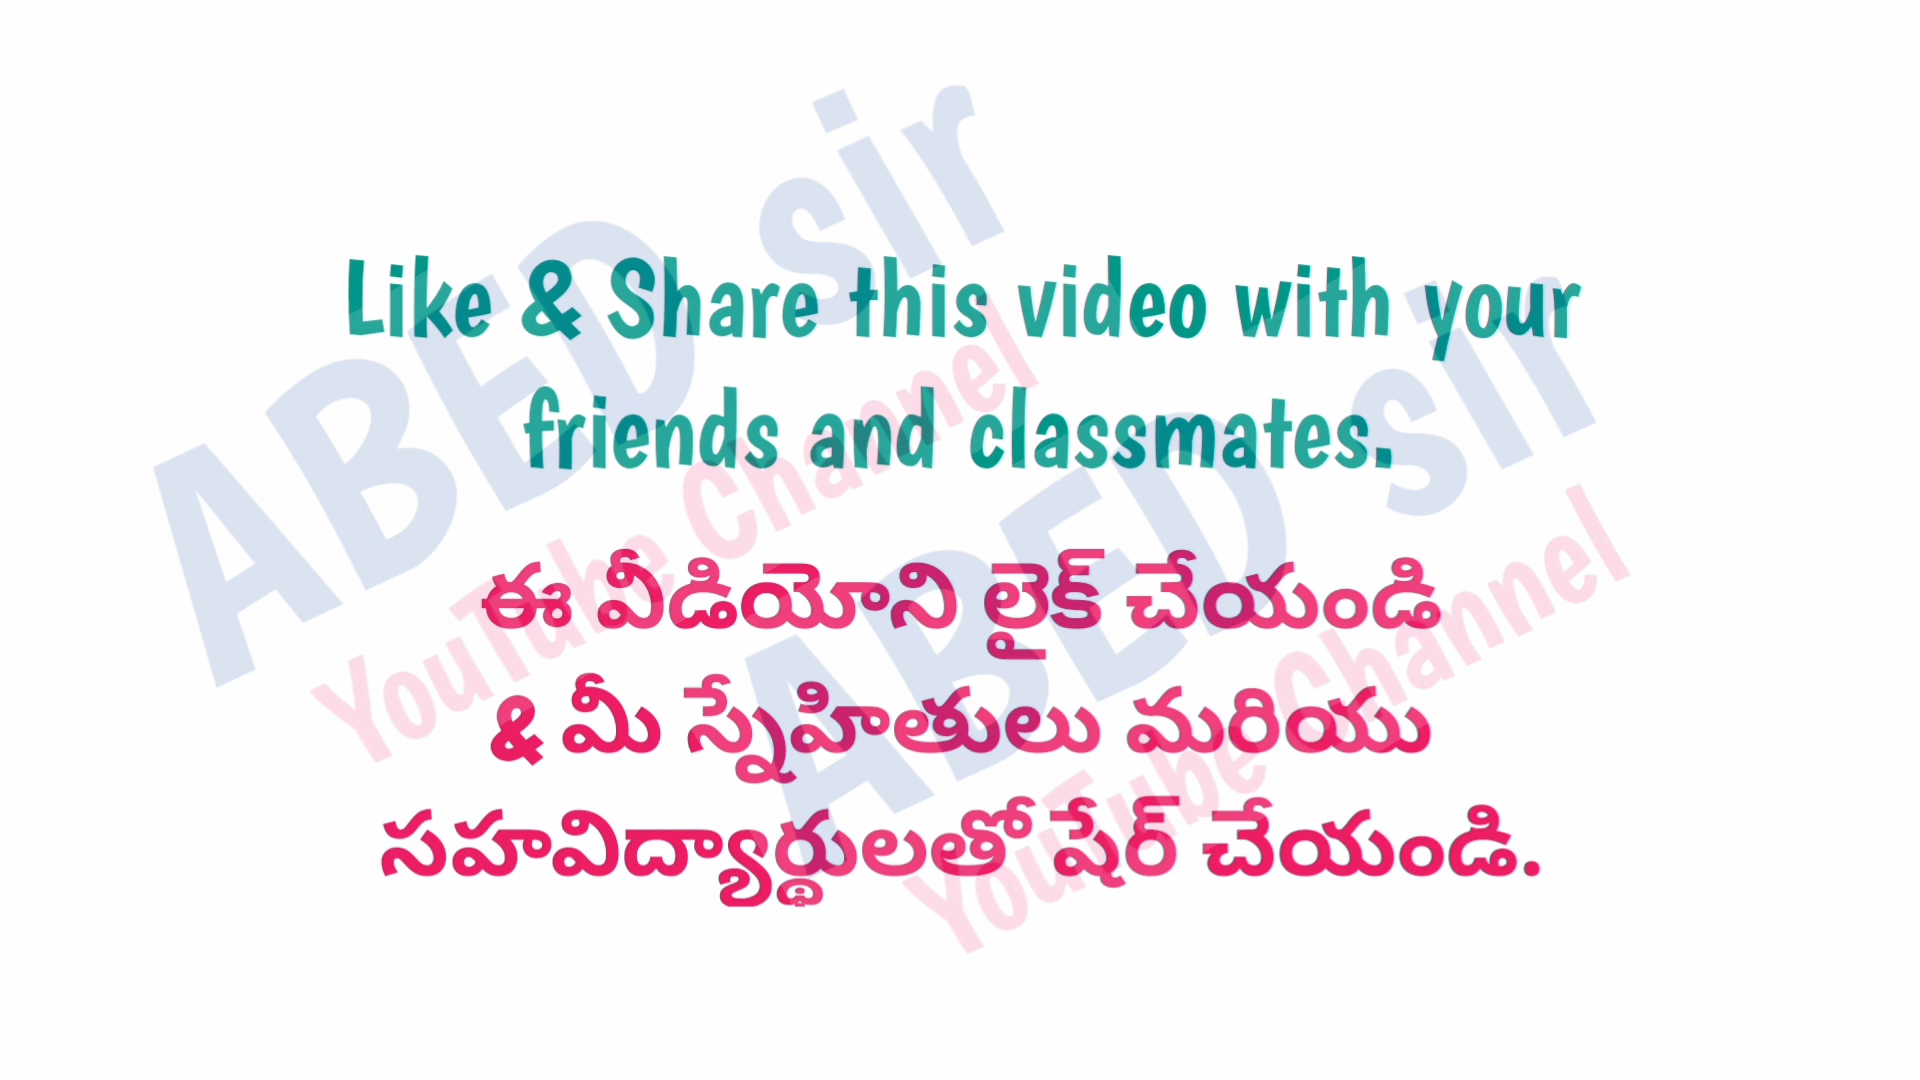 Like & Share this video with your
friends and classmates.
ఈ వీడియోని లైక్ చేయండి
& మీ స్నేహితులు మరియు
సహవిద్యార్థులతో షేర్ చేయండి.
ABED sir
YouTube Channel
ABED sir
YouTube Channel